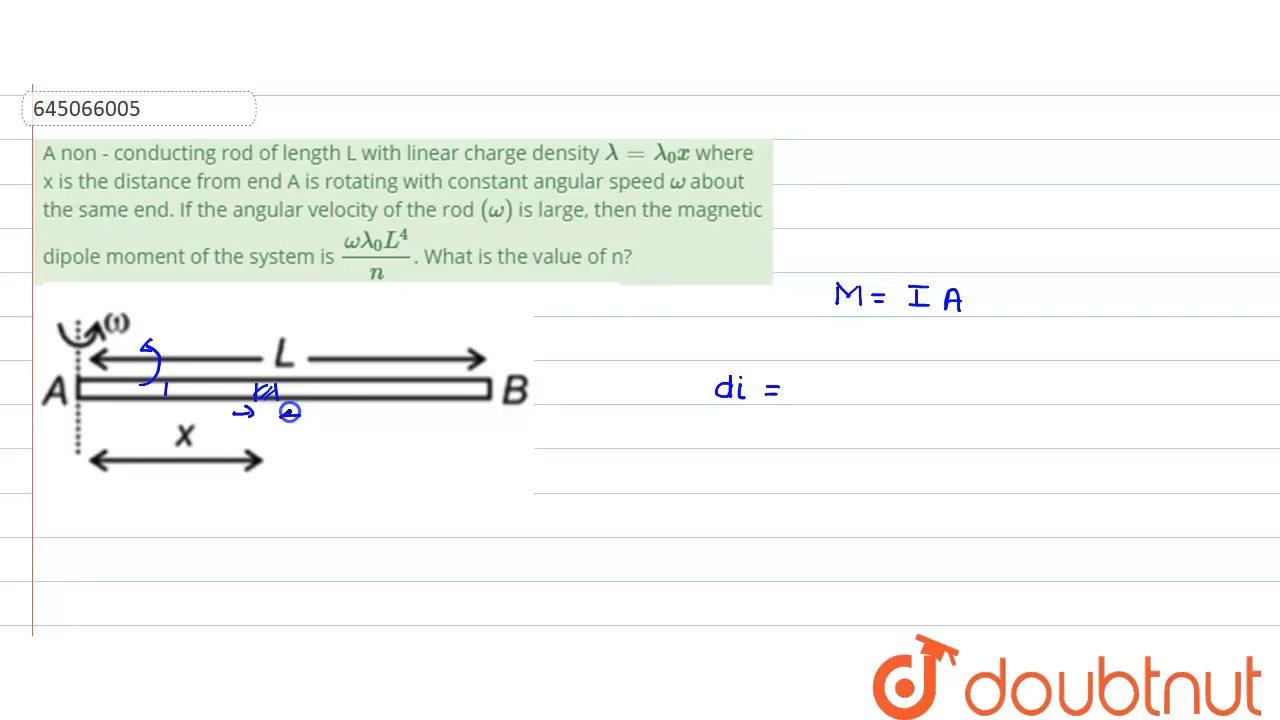 645066005
A non - conducting rod of length L with linear charge density λ = λ₀x where
x is the distance from end A is rotating with constant angular speed ω about
the same end. If the angular velocity of the rod (ω) is large, then the magnetic
dipole moment of the system is ωλ₀L⁴/n. What is the value of n?
M = I A
ω
L
A B
di =
x
doubtnut